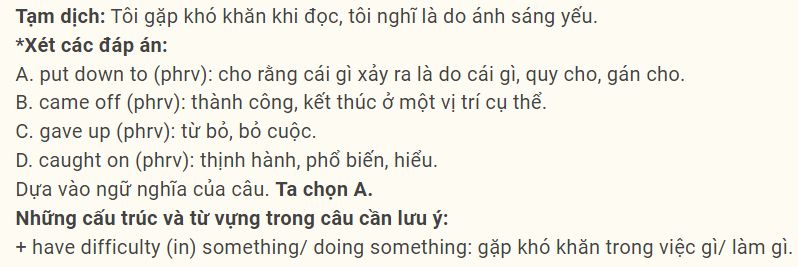 Tạm dịch: Tôi gặp khó khăn khi đọc, tôi nghĩ là do ánh sáng yếu.
*Xét các đáp án:
A. put down to (phrv): cho rằng cái gì xảy ra là do cái gì, quy cho, gán cho.
B. came off (phrv): thành công, kết thúc ở một vị trí cụ thể.
C. gave up (phrv): từ bỏ, bỏ cuộc.
D. caught on (phrv): thịnh hành, phổ biến, hiểu.
Dựa vào ngữ nghĩa của câu. Ta chọn A.
Những cấu trúc và từ vựng trong câu cần lưu ý:
+ have difficulty (in) something/ doing something: gặp khó khăn trong việc gì/ làm gì.